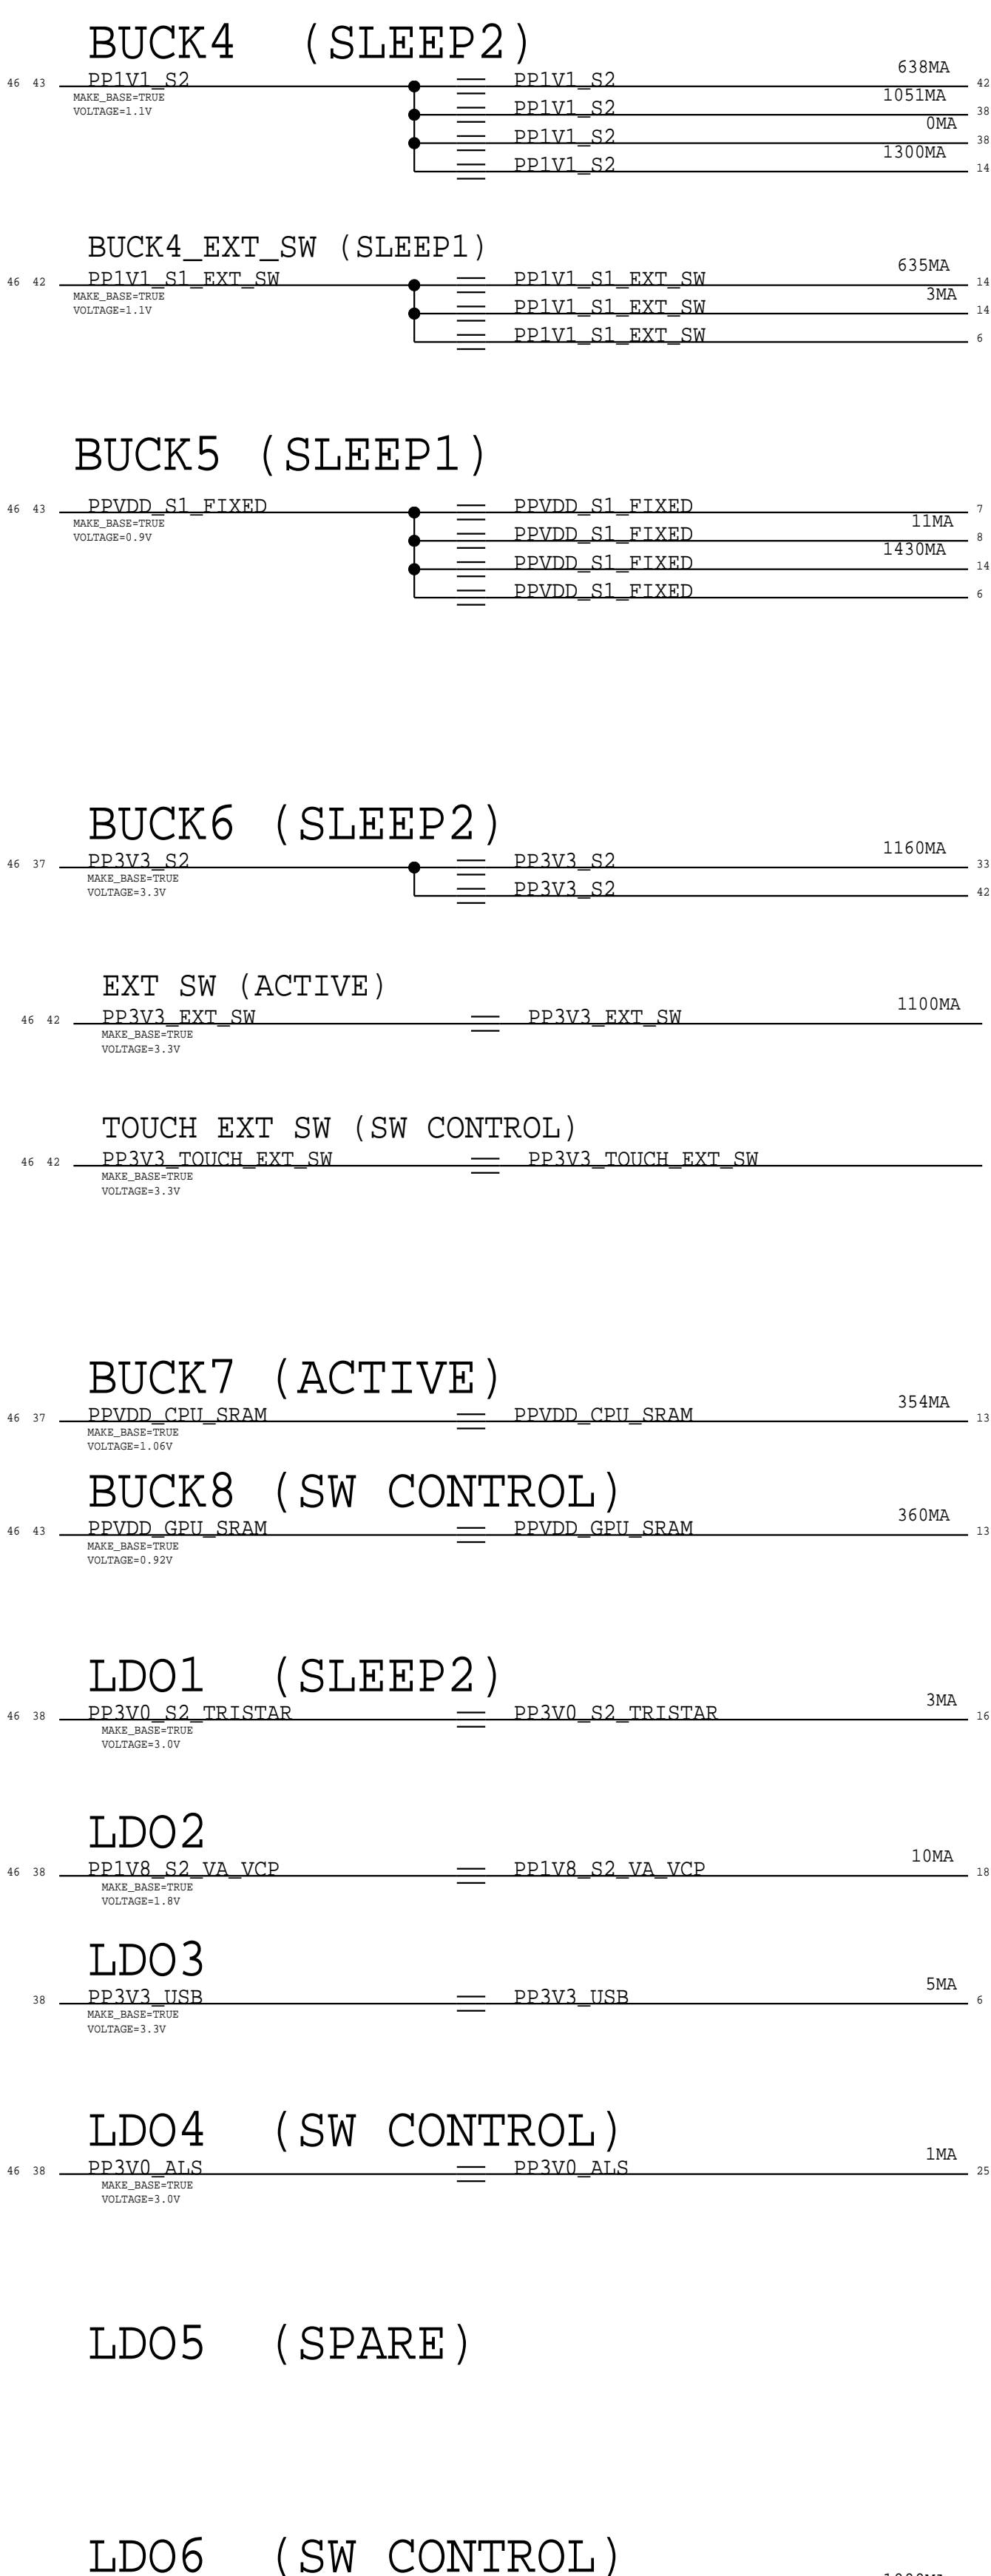 BUCK4 (SLEEP2)
638MA
46 43 PP1V1_S2 PP1V1_S2 42
MAKE_BASE=TRUE 1051MA
VOLTAGE=1.1V PP1V1_S2 38
0MA
PP1V1_S2 38
1300MA
PP1V1_S2 14
BUCK4_EXT_SW (SLEEP1)
635MA
46 42 PP1V1_S1_EXT_SW PP1V1_S1_EXT_SW 14
MAKE_BASE=TRUE 3MA
VOLTAGE=1.1V PP1V1_S1_EXT_SW 14
PP1V1_S1_EXT_SW 6
BUCK5 (SLEEP1)
46 43 PPVDD_S1_FIXED PPVDD_S1_FIXED 7
MAKE_BASE=TRUE 11MA
VOLTAGE=0.9V PPVDD_S1_FIXED 8
1430MA
PPVDD_S1_FIXED 14
PPVDD_S1_FIXED 6
BUCK6 (SLEEP2)
1160MA
46 37 PP3V3_S2 PP3V3_S2 33
MAKE_BASE=TRUE
VOLTAGE=3.3V PP3V3_S2 42
EXT SW (ACTIVE)
1100MA
46 42 PP3V3_EXT_SW PP3V3_EXT_SW
MAKE_BASE=TRUE
VOLTAGE=3.3V
TOUCH EXT SW (SW CONTROL)
46 42 PP3V3_TOUCH_EXT_SW PP3V3_TOUCH_EXT_SW
MAKE_BASE=TRUE
VOLTAGE=3.3V
BUCK7 (ACTIVE)
354MA
46 37 PPVDD_CPU_SRAM PPVDD_CPU_SRAM 13
MAKE_BASE=TRUE
VOLTAGE=1.06V
BUCK8 (SW CONTROL)
360MA
46 43 PPVDD_GPU_SRAM PPVDD_GPU_SRAM 13
MAKE_BASE=TRUE
VOLTAGE=0.92V
LDO1 (SLEEP2)
3MA
46 38 PP3V0_S2_TRISTAR PP3V0_S2_TRISTAR 16
MAKE_BASE=TRUE
VOLTAGE=3.0V
LDO2
10MA
46 38 PP1V8_S2_VA_VCP PP1V8_S2_VA_VCP 18
MAKE_BASE=TRUE
VOLTAGE=1.8V
LDO3
5MA
38 PP3V3_USB PP3V3_USB 6
MAKE_BASE=TRUE
VOLTAGE=3.3V
LDO4 (SW CONTROL)
1MA
46 38 PP3V0_ALS PP3V0_ALS 25
MAKE_BASE=TRUE
VOLTAGE=3.0V
LDO5 (SPARE)
LDO6 (SW CONTROL)